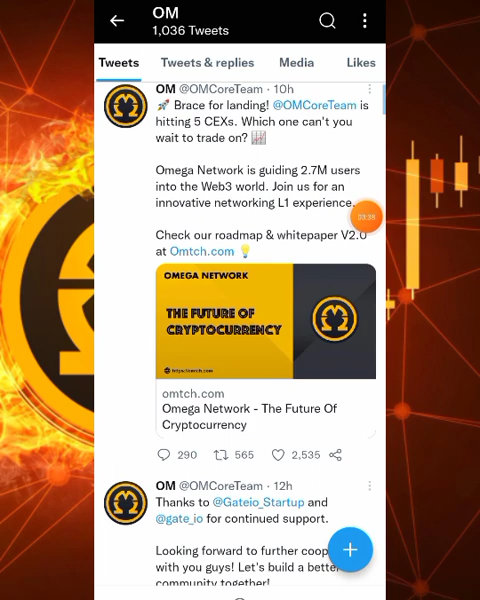 OM
1,036 Tweets
Tweets
Tweets & replies
Media
Likes
OM @OMCoreTeam · 10h
🚀 Brace for landing! @OMCoreTeam is
hitting 5 CEXs. Which one can't you
wait to trade on? 📈
Omega Network is guiding 2.7M users
into the Web3 world. Join us for an
innovative networking L1 experience.
Check our roadmap & whitepaper V2.0
at Omtch.com 💡
OMEGA NETWORK
THE FUTURE OF
CRYPTOCURRENCY
https://omtch.com
omtch.com
Omega Network - The Future Of
Cryptocurrency
290
565
2,535
OM @OMCoreTeam · 12h
Thanks to @Gateio_Startup and
@gate_io for continued support.
Looking forward to further coop
with you guys! Let's build a better
community together!